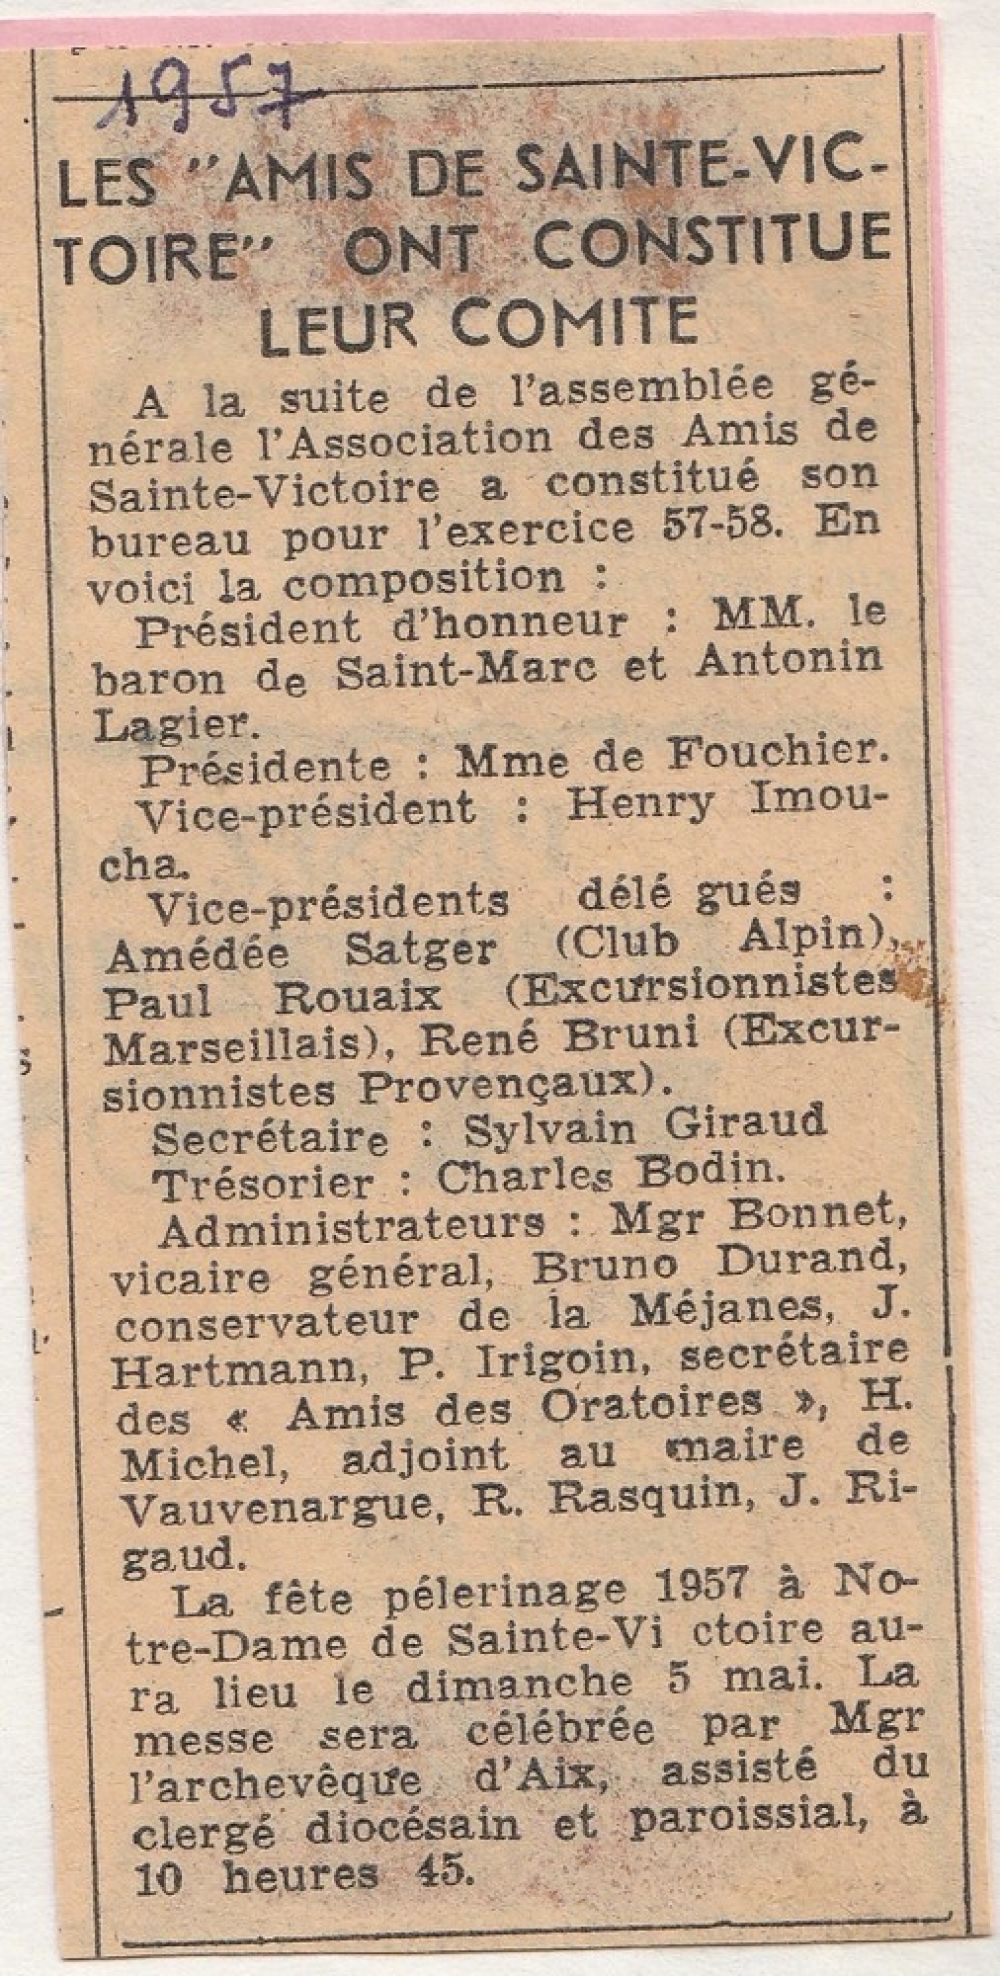 1957
LES "AMIS DE SAINTE-VIC-
TOIRE" ONT CONSTITUE
LEUR COMITE
A la suite de l'assemblée gé-
nérale l'Association des Amis de
Sainte-Victoire a constitué son
bureau pour l'exercice 57-58. En
voici la composition :
Président d'honneur : MM. le
baron de Saint-Marc et Antonin
Lagier.
Présidente : Mme de Fouchier.
Vice-président : Henry Imou-
cha.
Vice-présidents délé gués :
Amédée Satger (Club Alpin),
Paul Rouaix (Excursionnistes
Marseillais), René Bruni (Excur-
sionnistes Provençaux).
Secrétaire : Sylvain Giraud
Trésorier : Charles Bodin.
Administrateurs : Mgr Bonnet,
vicaire général, Bruno Durand,
conservateur de la Méjanes, J.
Hartmann, P. Irigoin, secrétaire
des « Amis des Oratoires », H.
Michel, adjoint au maire de
Vauvenargue, R. Rasquin, J. Ri-
gaud.
La fête pélerinage 1957 à No-
tre-Dame de Sainte-Vi ctoire au-
ra lieu le dimanche 5 mai. La
messe sera célébrée par Mgr
l'archevêque d'Aix, assisté du
clergé diocésain et paroissial, à
10 heures 45.